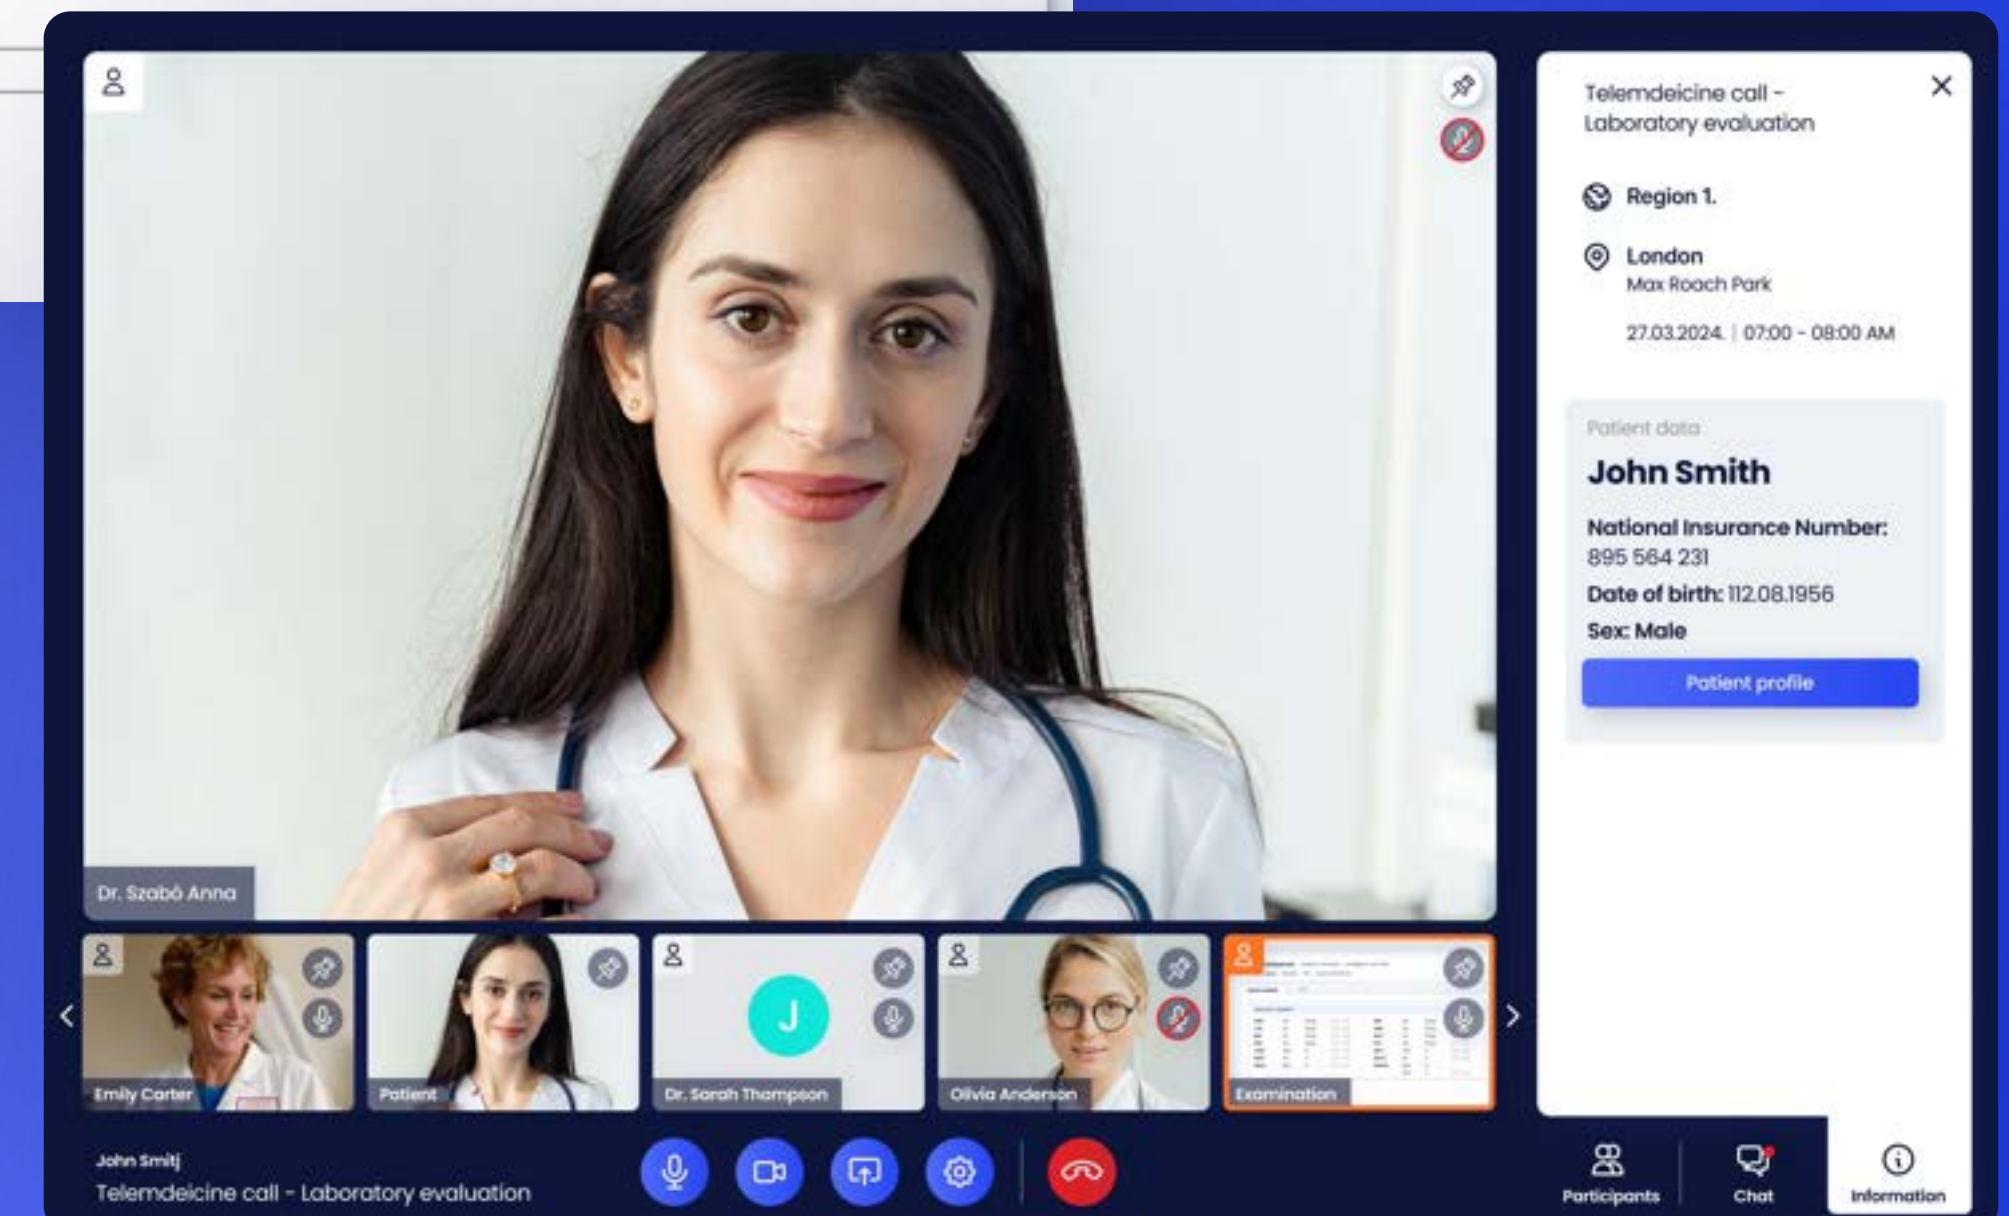 Dr. Szabó Anna
Emily Carter
Patient
J
Dr. Sarah Thompson
Olivia Anderson
Examination
John Smitj
Telemdeicine call - Laboratory evaluation
Telemdeicine call -
Laboratory evaluation
Region 1.
London
Max Roach Park
27.03.2024. | 07:00 - 08:00 AM
Patient data
John Smith
National Insurance Number:
895 564 231
Date of birth: 112.08.1956
Sex: Male
Patient profile
Participants
Chat
Information